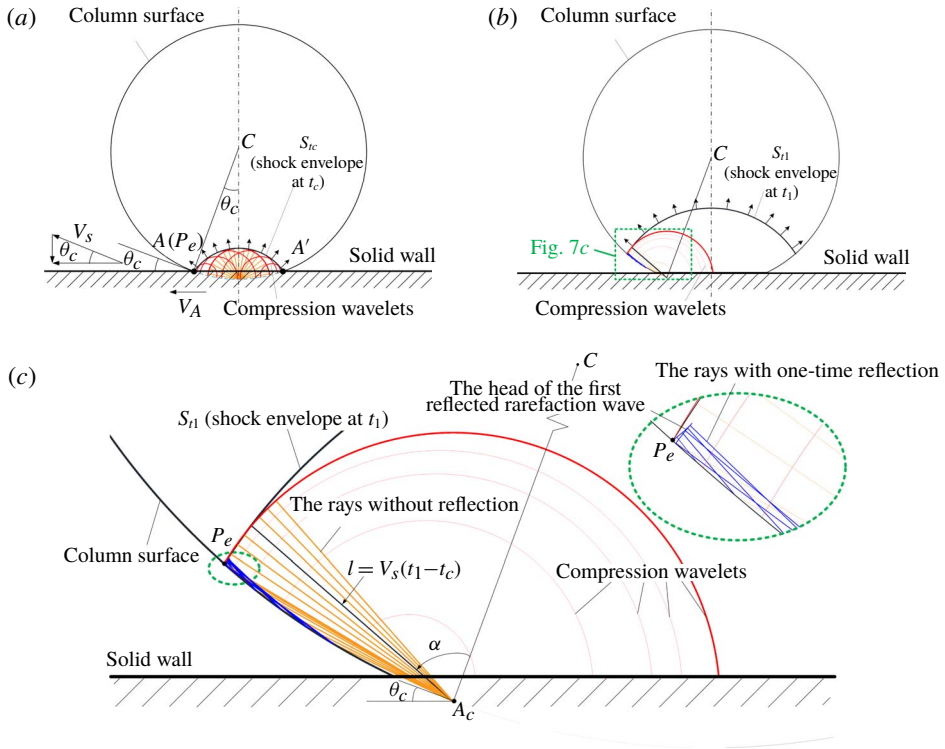 (a)
Column surface
C
S_tc
(shock envelope
at t_c)
θ_c
V_s
θ_c
θ_c
A (P_e)
A′
Solid wall
V_A
Compression wavelets
(b)
Column surface
C
S_t1
(shock envelope
at t_1)
Fig. 7c
Solid wall
Compression wavelets
(c)
C
The head of the first
reflected rarefaction wave
The rays with one-time reflection
P_e
S_t1 (shock envelope at t_1)
The rays without reflection
P_e
Column surface
l = V_s(t_1−t_c)
Compression wavelets
α
Solid wall
θ_c
A_c